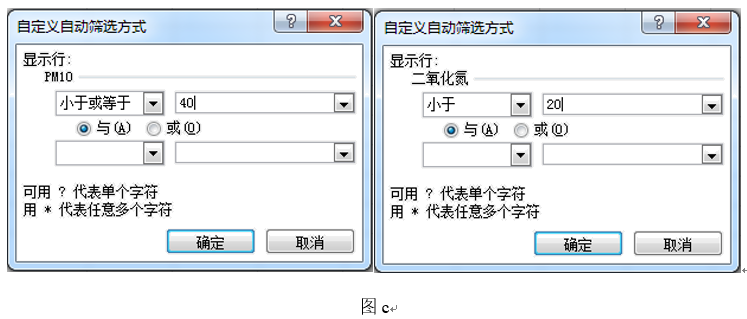 自定义自动筛选方式
显示行:
PM10
小于或等于 40
与(A) 或(O)
可用 ? 代表单个字符
用 * 代表任意多个字符
确定 取消
自定义自动筛选方式
显示行:
二氧化氮
小于 20
与(A) 或(O)
可用 ? 代表单个字符
用 * 代表任意多个字符
确定 取消
图 c